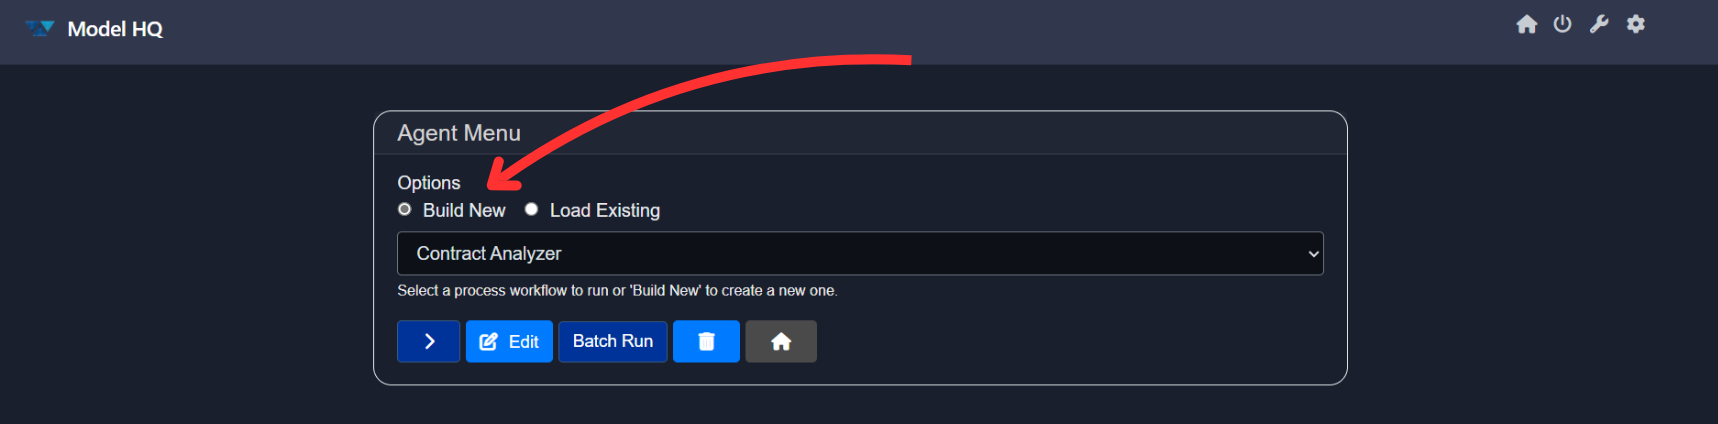 Model HQ
Agent Menu
Options
Build New Load Existing
Contract Analyzer
Select a process workflow to run or 'Build New' to create a new one.
Edit Batch Run